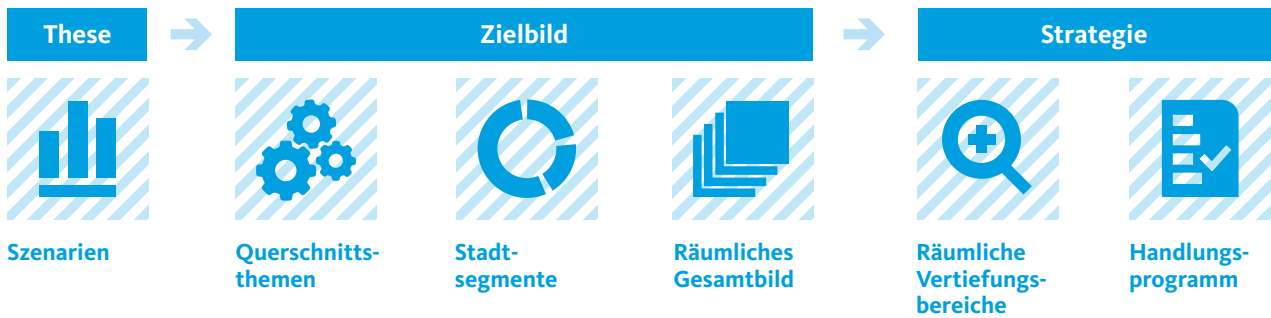 These
Zielbild
Strategie
Szenarien
Querschnitts-
themen
Stadt-
segmente
Räumliches
Gesamtbild
Räumliche
Vertiefungs-
bereiche
Handlungs-
programm